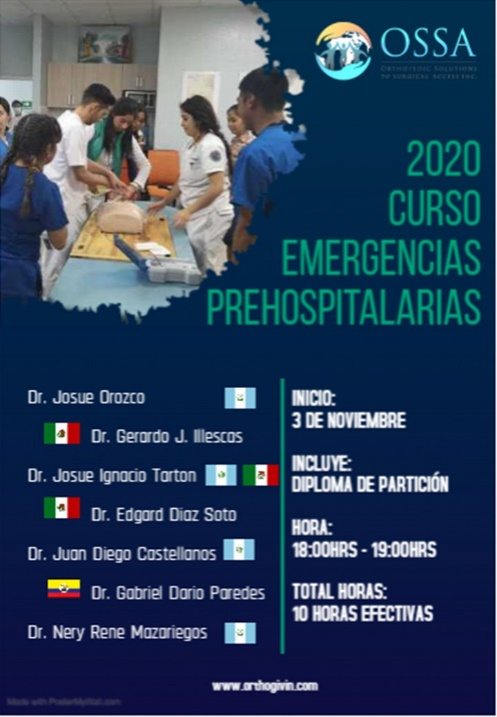 OSSA
ORTHOPEDIC SOLUTIONS
TO SURGICAL ACCESS INC.
2020
CURSO
EMERGENCIAS
PREHOSPITALARIAS
Dr. Josue Orozco
Dr. Gerardo J. Illescas
Dr. Josue Ignacio Tarton
Dr. Edgard Diaz Soto
Dr. Juan Diego Castellanos
Dr. Gabriel Dario Paredes
Dr. Nery Rene Mazariegos
INICIO:
3 DE NOVIEMBRE
INCLUYE:
DIPLOMA DE PARTICIÓN
HORA:
18:00HRS - 19:00HRS
TOTAL HORAS:
10 HORAS EFECTIVAS
www.orthogivin.com
Made with PosterMyWall.com